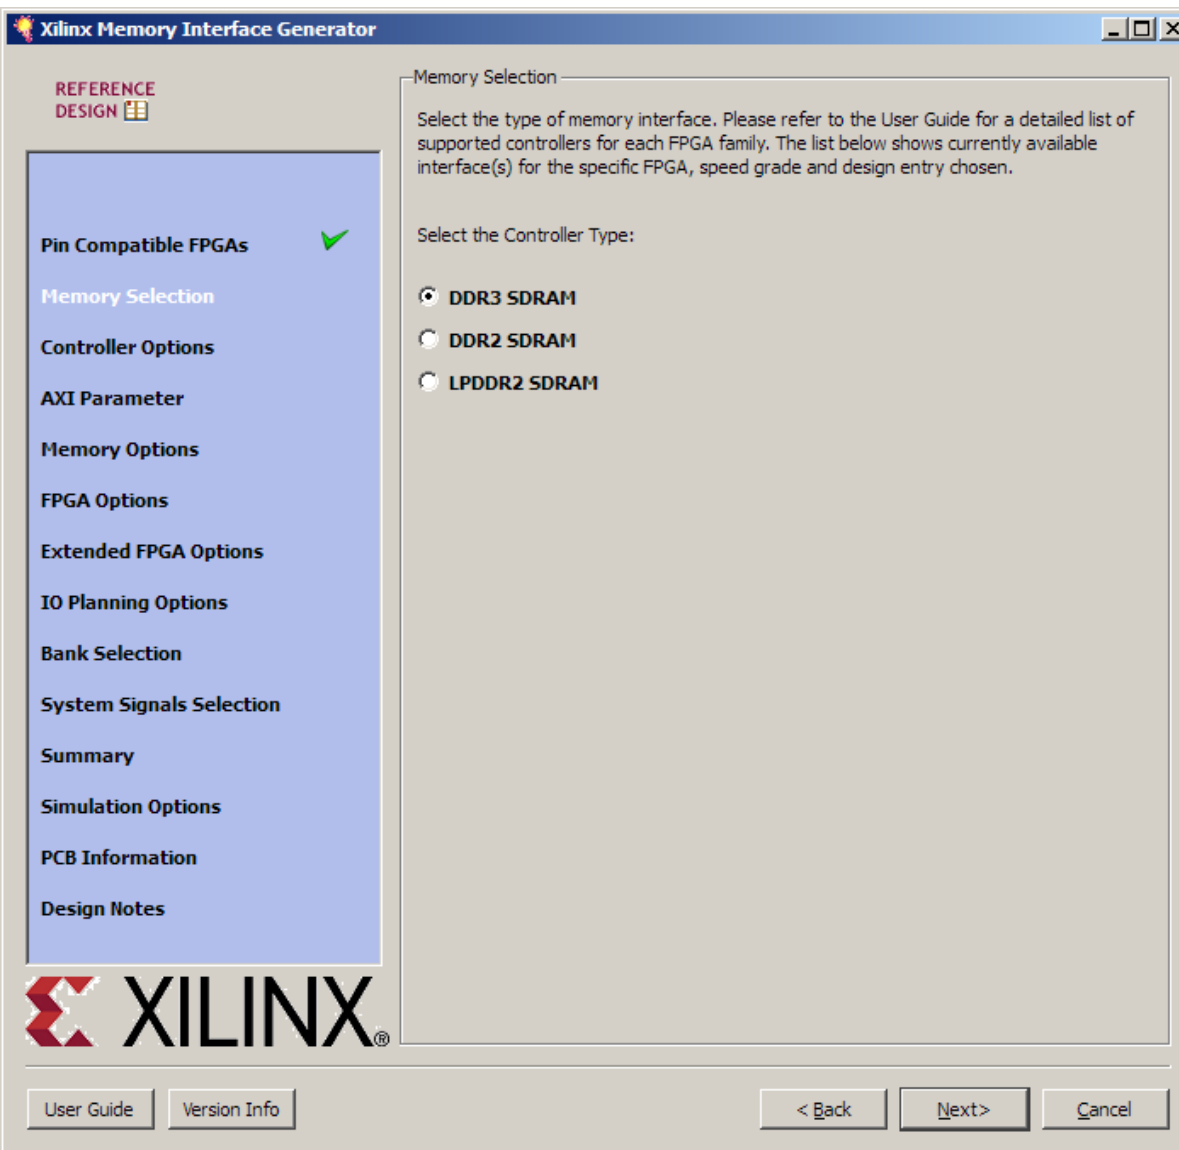 Xilinx Memory Interface Generator
REFERENCE
DESIGN
Pin Compatible FPGAs
Memory Selection
Controller Options
AXI Parameter
Memory Options
FPGA Options
Extended FPGA Options
IO Planning Options
Bank Selection
System Signals Selection
Summary
Simulation Options
PCB Information
Design Notes
XILINX®
Memory Selection
Select the type of memory interface. Please refer to the User Guide for a detailed list of
supported controllers for each FPGA family. The list below shows currently available
interface(s) for the specific FPGA, speed grade and design entry chosen.
Select the Controller Type:
DDR3 SDRAM
DDR2 SDRAM
LPDDR2 SDRAM
User Guide
Version Info
< Back
Next>
Cancel